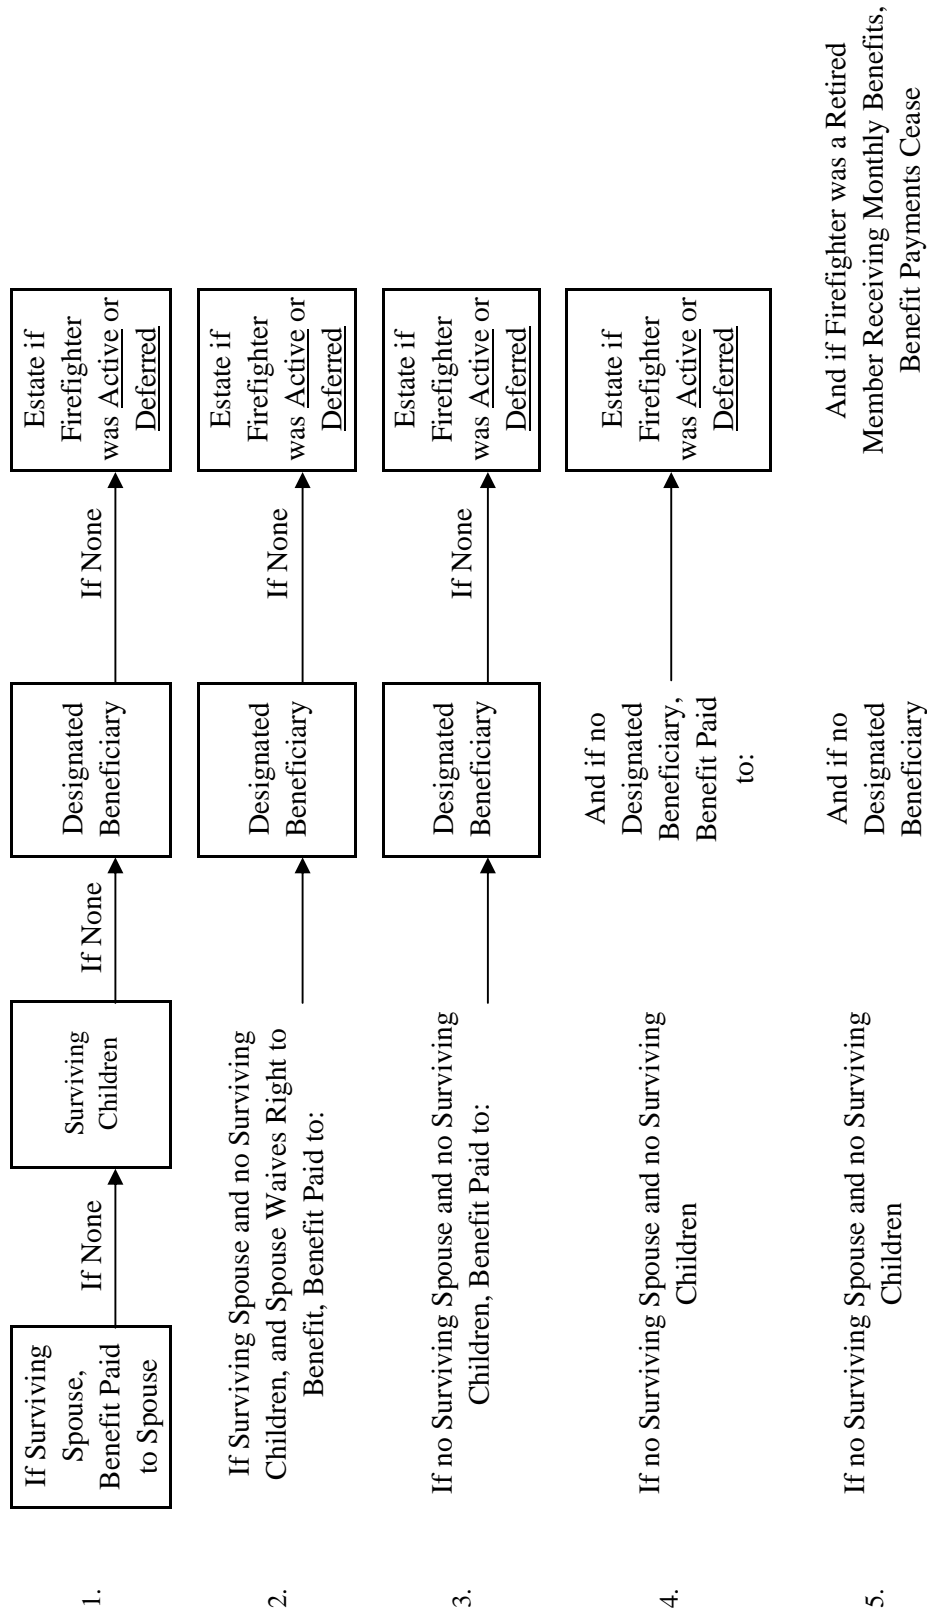 1.
If Surviving
Spouse,
Benefit Paid
to Spouse
If None
Surviving
Children
If None
Designated
Beneficiary
If None
Estate if
Firefighter
was Active or
Deferred
2.
If Surviving Spouse and no Surviving
Children, and Spouse Waives Right to
Benefit, Benefit Paid to:
Designated
Beneficiary
If None
Estate if
Firefighter
was Active or
Deferred
3.
If no Surviving Spouse and no Surviving
Children, Benefit Paid to:
Designated
Beneficiary
If None
Estate if
Firefighter
was Active or
Deferred
4.
If no Surviving Spouse and no Surviving
Children
And if no
Designated
Beneficiary,
Benefit Paid
to:
Estate if
Firefighter
was Active or
Deferred
5.
If no Surviving Spouse and no Surviving
Children
And if no
Designated
Beneficiary
And if Firefighter was a Retired
Member Receiving Monthly Benefits,
Benefit Payments Cease